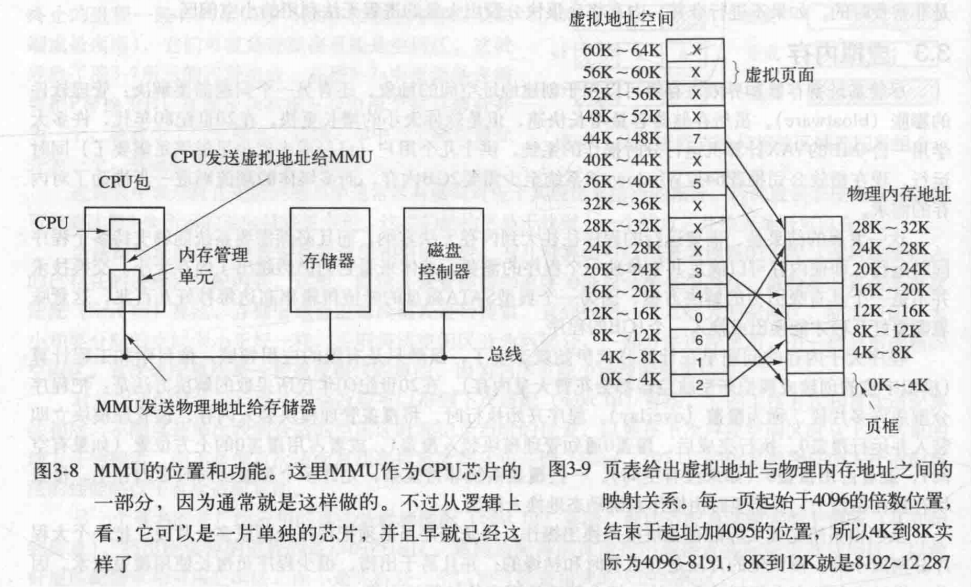 CPU发送虚拟地址给MMU
CPU包
CPU
内存管理
单元
存储器
磁盘
控制器
总线
MMU发送物理地址给存储器
图3-8 MMU的位置和功能。这里MMU作为CPU芯片的
一部分,因为通常就是这样做的。不过从逻辑上
看,它可以是一片单独的芯片,并且早就已经这
样了
虚拟地址空间
60K~64K X
56K~60K X
虚拟页面
52K~56K X
48K~52K X
44K~48K 7
40K~44K X
36K~40K 5
32K~36K X
28K~32K X
24K~28K X
20K~24K 3
16K~20K 4
12K~16K 0
8K~12K 6
4K~8K 1
0K~4K 2
物理内存地址
28K~32K
24K~28K
20K~24K
16K~20K
12K~16K
8K~12K
4K~8K
0K~4K
页框
图3-9 页表给出虚拟地址与物理内存地址之间的
映射关系。每一页起始于4096的倍数位置,
结束于起址加4095的位置,所以4K到8K实
际为4096~8191,8K到12K就是8192~12287
3.3 虚拟内存